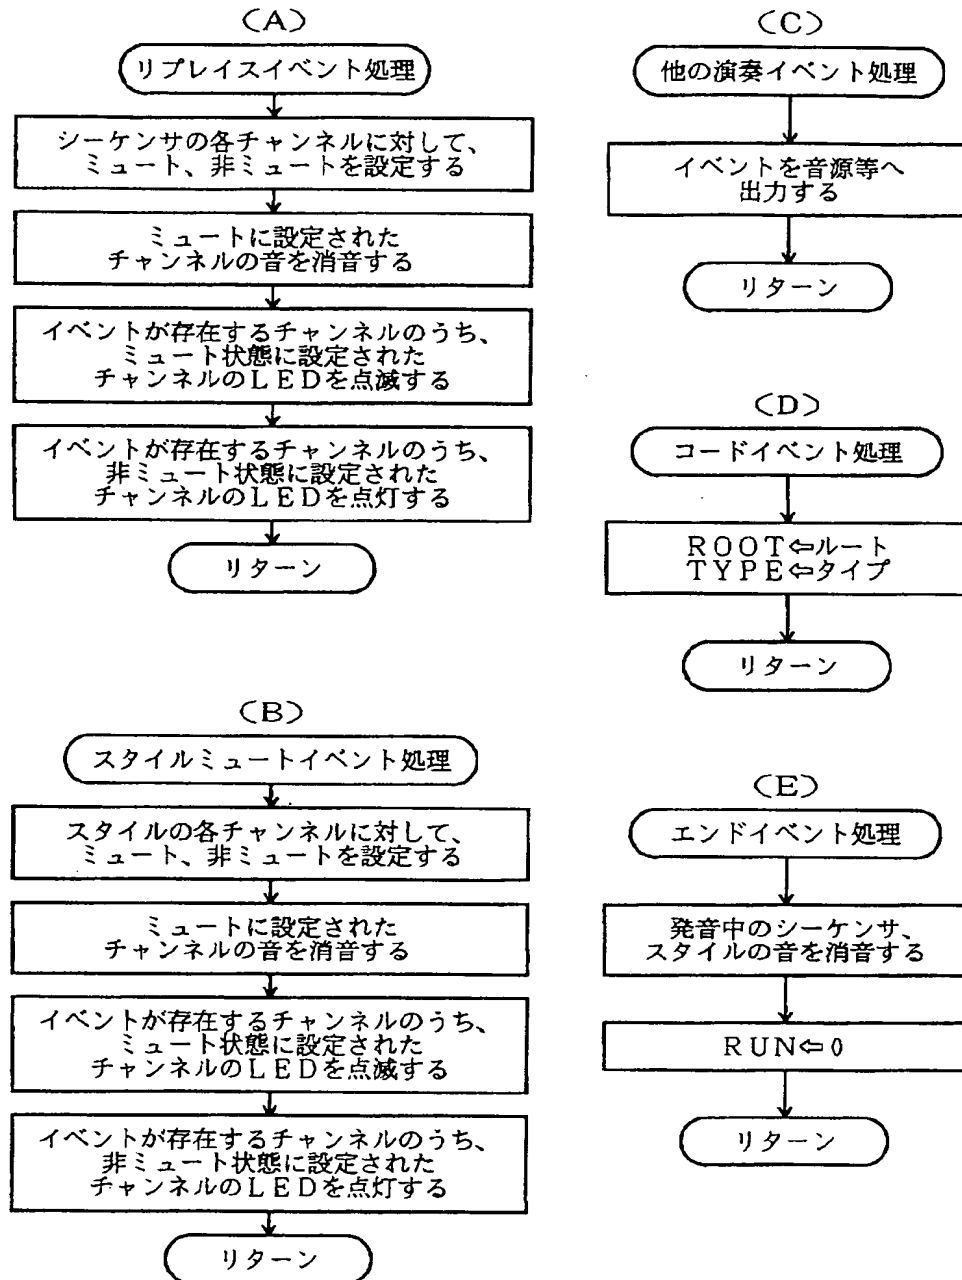 (A)
リプレイスイベント処理
シーケンサの各チャンネルに対して、
ミュート、非ミュートを設定する
ミュートに設定された
チャンネルの音を消音する
イベントが存在するチャンネルのうち、
ミュート状態に設定された
チャンネルのLEDを点滅する
イベントが存在するチャンネルのうち、
非ミュート状態に設定された
チャンネルのLEDを点灯する
リターン
(B)
スタイルミュートイベント処理
スタイルの各チャンネルに対して、
ミュート、非ミュートを設定する
ミュートに設定された
チャンネルの音を消音する
イベントが存在するチャンネルのうち、
ミュート状態に設定された
チャンネルのLEDを点滅する
イベントが存在するチャンネルのうち、
非ミュート状態に設定された
チャンネルのLEDを点灯する
リターン
(C)
他の演奏イベント処理
イベントを音源等へ
出力する
リターン
(D)
コードイベント処理
ROOT⇦ルート
TYPE⇦タイプ
リターン
(E)
エンドイベント処理
発音中のシーケンサ、
スタイルの音を消音する
RUN⇦0
リターン